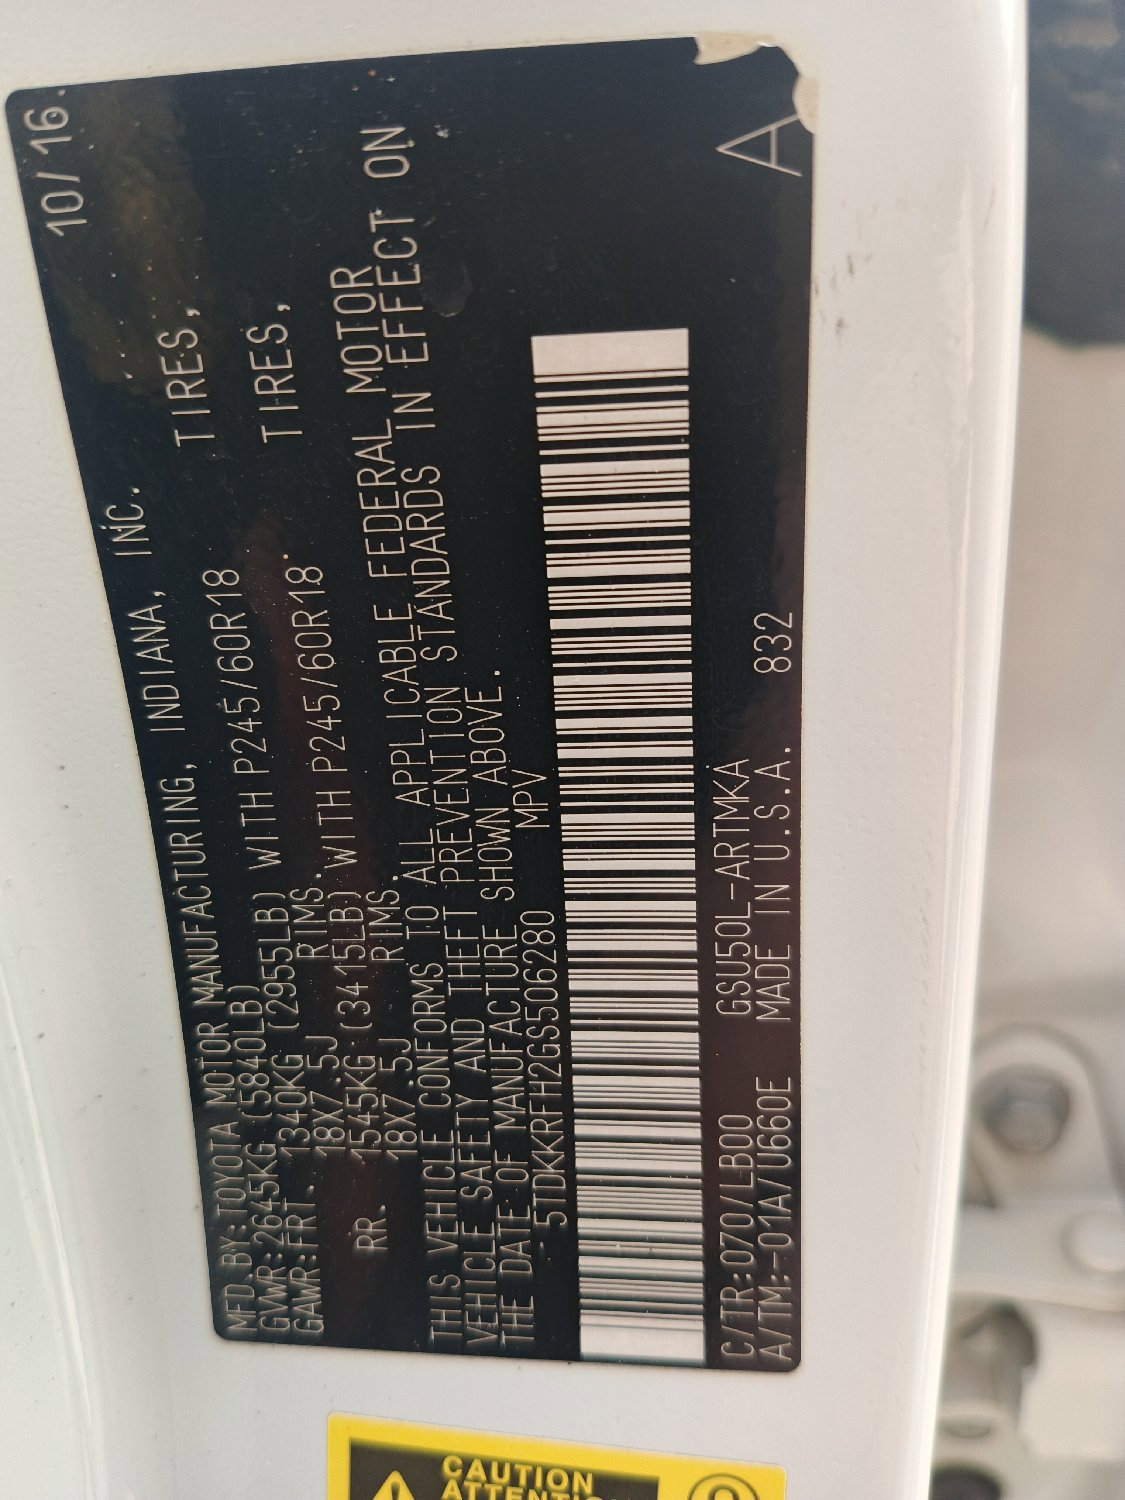 MFD.BY:TOYOTA MOTOR MANUFACTURING, INDIANA, INC. 10/16.
GVWR:2645KG (5840LB)
GAWR:FRT. 1340KG (2955LB) WITH P245/60R18 TIRES,
18X7.5J RIMS.
RR. 1545KG (3415LB) WITH P245/60R18. TIRES,
18X7.5J RIMS.
THIS VEHICLE CONFORMS TO ALL APPLICABLE FEDERAL MOTOR
VEHICLE SAFETY AND THEFT PREVENTION STANDARDS IN EFFECT ON
THE DATE OF MANUFACTURE SHOWN ABOVE.
5TDKKRFH2GS506280 MPV
C/TR:070/LB00 GSU50L-ARTMKA
A/TM:-01A/U660E MADE IN U.S.A. 832 A
CAUTION